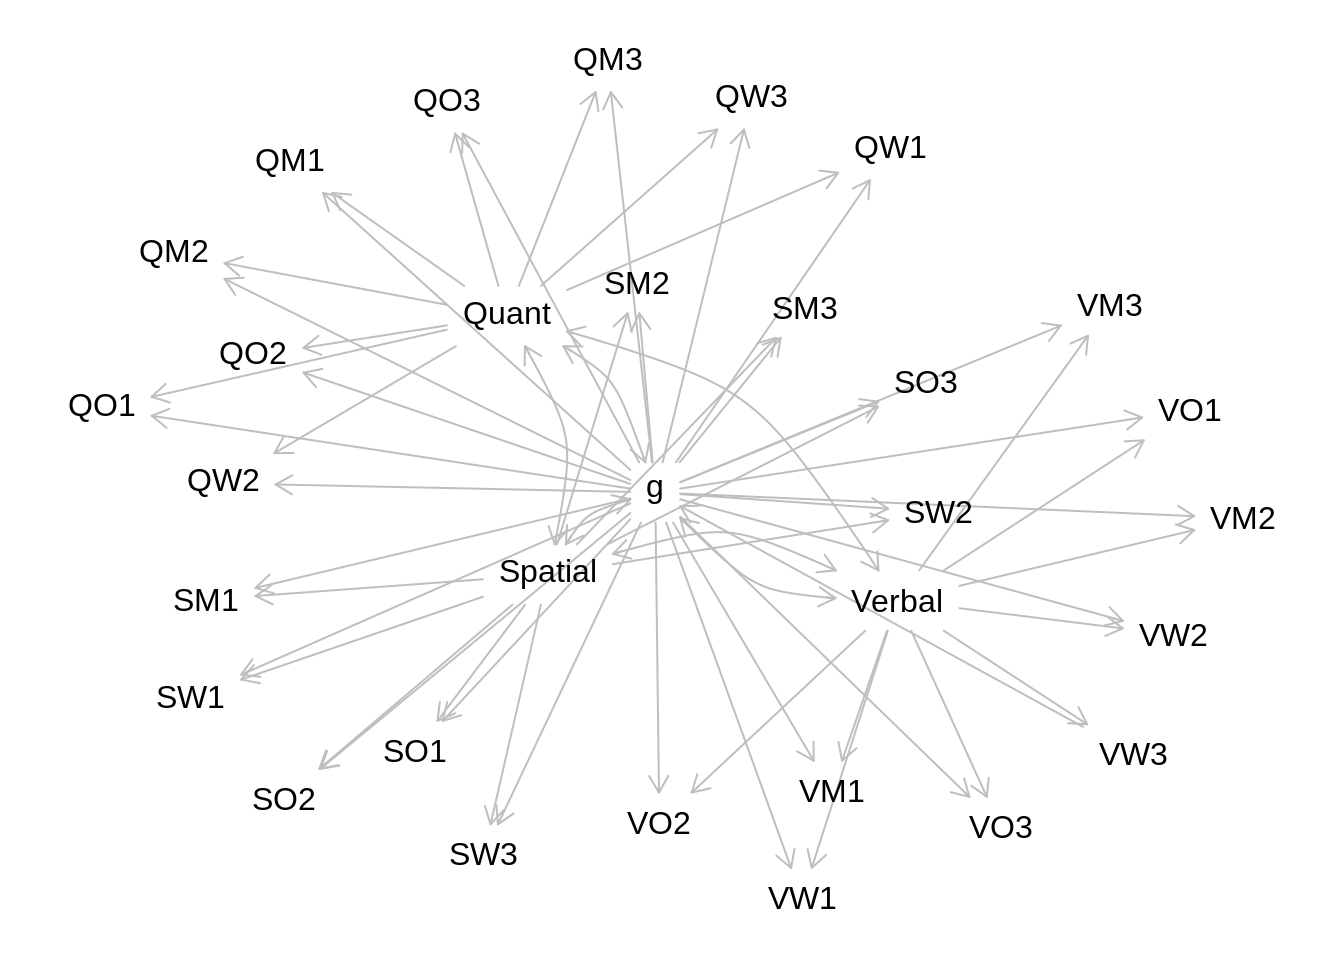 QM3
QO3
QW3
QW1
QM1
QM2
SM2
SM3
VM3
Quant
QO2
SO3
QO1
VO1
QW2
g
SW2
VM2
Spatial
SM1
Verbal
VW2
SW1
SO1
VW3
SO2
VM1
VO2
VO3
SW3
VW1